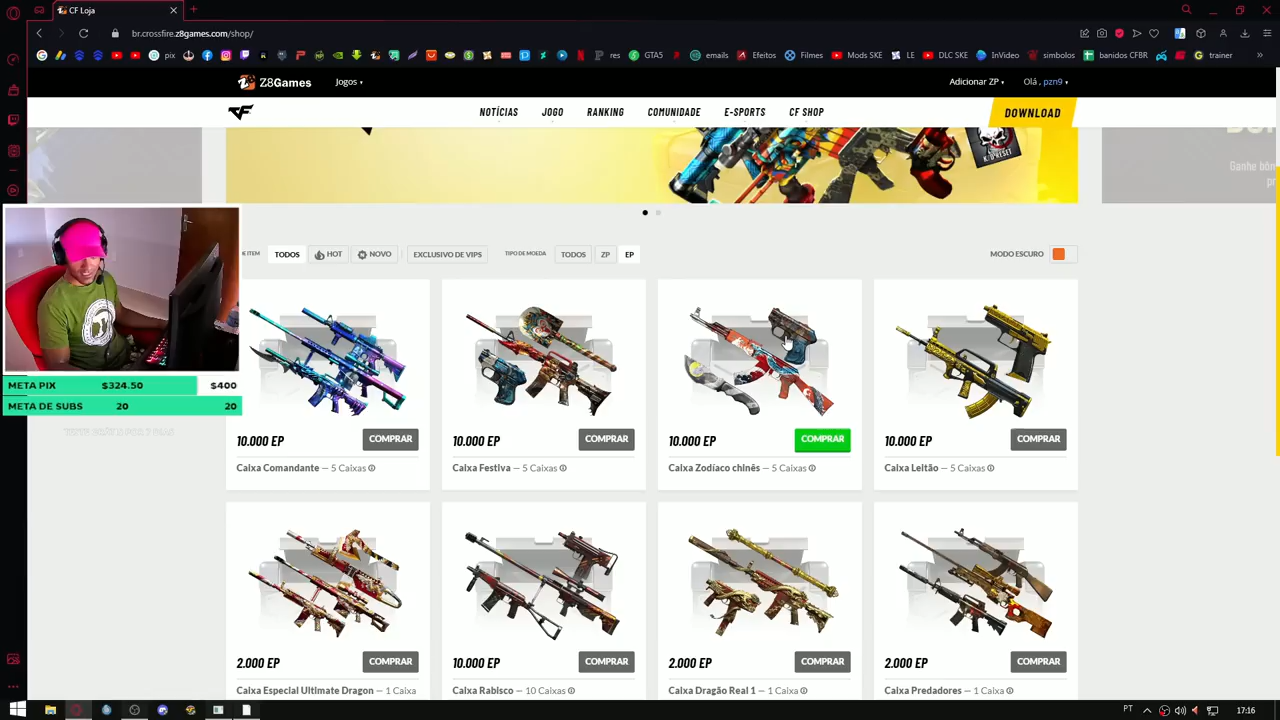 CF Loja
br.crossfire.z8games.com/shop/
pix
res
GTA5
emails
Efeitos
Filmes
Mods SKE
LE
DLC SKE
InVideo
simbolos
banidos CFBR
trainer
Z8Games
Jogos
Adicionar ZP
Olá , pzn9
NOTÍCIAS JOGO RANKING COMUNIDADE E-SPORTS CF SHOP
DOWNLOAD
Ganhe bôn
TODOS HOT NOVO EXCLUSIVO DE VIPS TIPO DE MOEDA TODOS ZP EP
MODO ESCURO
META PIX $324.50 $400
META DE SUBS 20 20
10.000 EP COMPRAR
Caixa Comandante — 5 Caixas
10.000 EP COMPRAR
Caixa Festiva — 5 Caixas
10.000 EP COMPRAR
Caixa Zodíaco chinês — 5 Caixas
10.000 EP COMPRAR
Caixa Leitão — 5 Caixas
2.000 EP COMPRAR
Caixa Especial Ultimate Dragon — 1 Caixa
10.000 EP COMPRAR
Caixa Rabisco — 10 Caixas
2.000 EP COMPRAR
Caixa Dragão Real 1 — 1 Caixa
2.000 EP COMPRAR
Caixa Predadores — 1 Caixa
PT
17:16